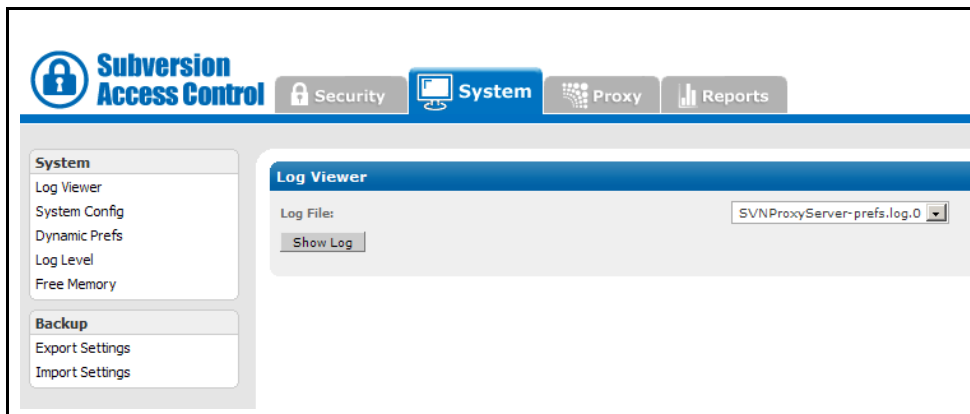 Subversion
Access Control
Security
System
Proxy
Reports
System
Log Viewer
System Config
Dynamic Prefs
Log Level
Free Memory
Backup
Export Settings
Import Settings
Log Viewer
Log File:
SVNProxyServer-prefs.log.0
Show Log